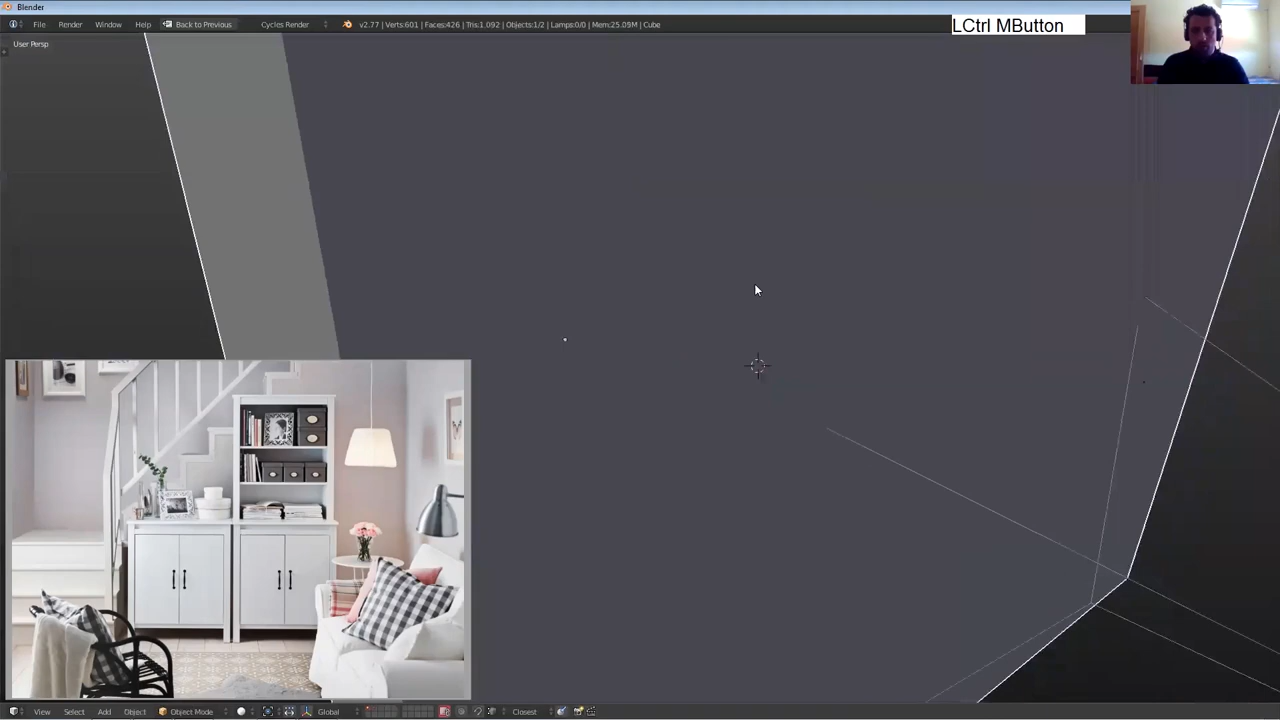 Blender
File Render Window Help Back to Previous Cycles Render v2.77 | Verts:601 | Faces:426 | Tris:1,092 | Objects:1/2 | Lamps:0/0 | Mem:25.09M | Cube
LCtrl MButton
User Persp
View Select Add Object Object Mode Global Closest